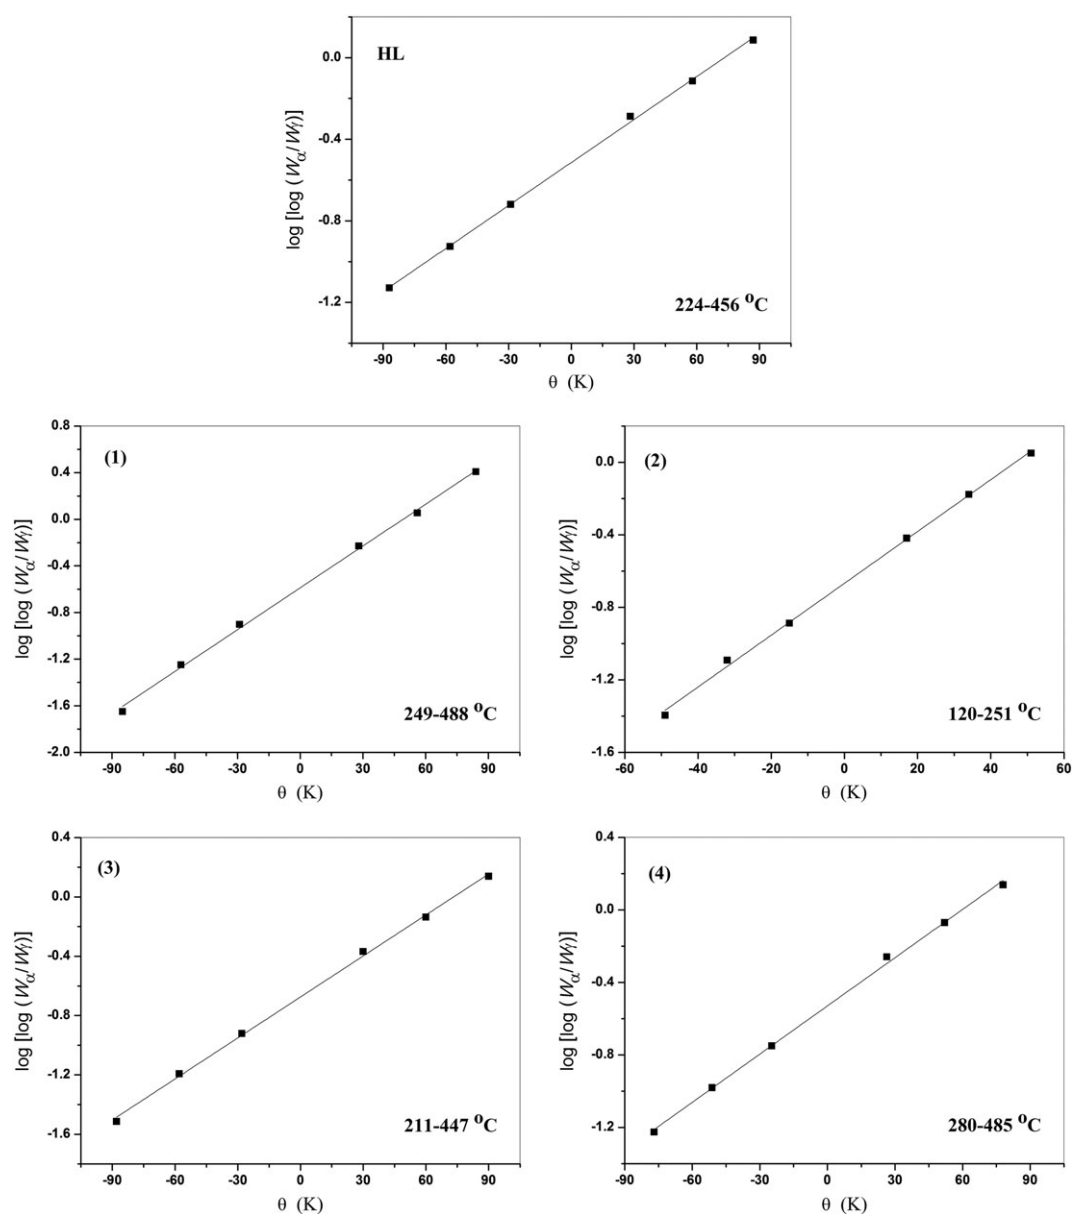 HL
0.0
-0.4
-0.8
-1.2
log [log (Wα/Wᵢ)]
224-456 °C
-90 -60 -30 0 30 60 90
θ (K)
(1)
0.8
0.4
0.0
-0.4
-0.8
-1.2
-1.6
-2.0
log [log (Wα/Wᵢ)]
249-488 °C
-90 -60 -30 0 30 60 90
θ (K)
(2)
0.0
-0.4
-0.8
-1.2
-1.6
log [log (Wα/Wᵢ)]
120-251 °C
-60 -40 -20 0 20 40 60
θ (K)
(3)
0.4
0.0
-0.4
-0.8
-1.2
-1.6
log [log (Wα/Wᵢ)]
211-447 °C
-90 -60 -30 0 30 60 90
θ (K)
(4)
0.4
0.0
-0.4
-0.8
-1.2
log [log (Wα/Wᵢ)]
280-485 °C
-90 -60 -30 0 30 60 90
θ (K)